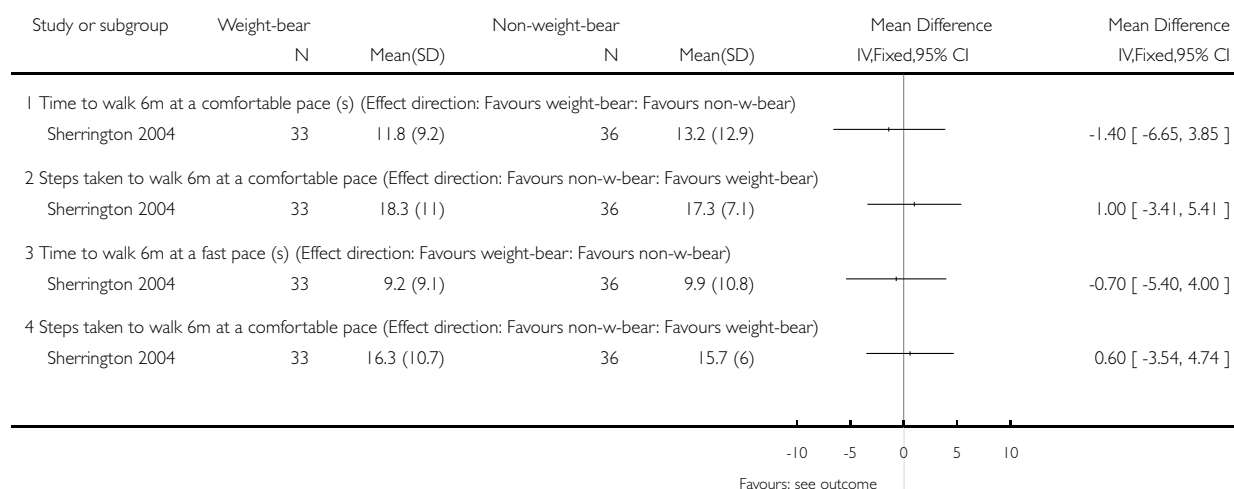 Study or subgroup Weight-bear Non-weight-bear Mean Difference Mean Difference
N Mean(SD) N Mean(SD) IV,Fixed,95% CI IV,Fixed,95% CI
1 Time to walk 6m at a comfortable pace (s) (Effect direction: Favours weight-bear: Favours non-w-bear)
Sherrington 2004 33 11.8 (9.2) 36 13.2 (12.9) -1.40 [ -6.65, 3.85 ]
2 Steps taken to walk 6m at a comfortable pace (Effect direction: Favours non-w-bear: Favours weight-bear)
Sherrington 2004 33 18.3 (11) 36 17.3 (7.1) 1.00 [ -3.41, 5.41 ]
3 Time to walk 6m at a fast pace (s) (Effect direction: Favours weight-bear: Favours non-w-bear)
Sherrington 2004 33 9.2 (9.1) 36 9.9 (10.8) -0.70 [ -5.40, 4.00 ]
4 Steps taken to walk 6m at a comfortable pace (Effect direction: Favours non-w-bear: Favours weight-bear)
Sherrington 2004 33 16.3 (10.7) 36 15.7 (6) 0.60 [ -3.54, 4.74 ]
-10 -5 0 5 10
Favours: see outcome